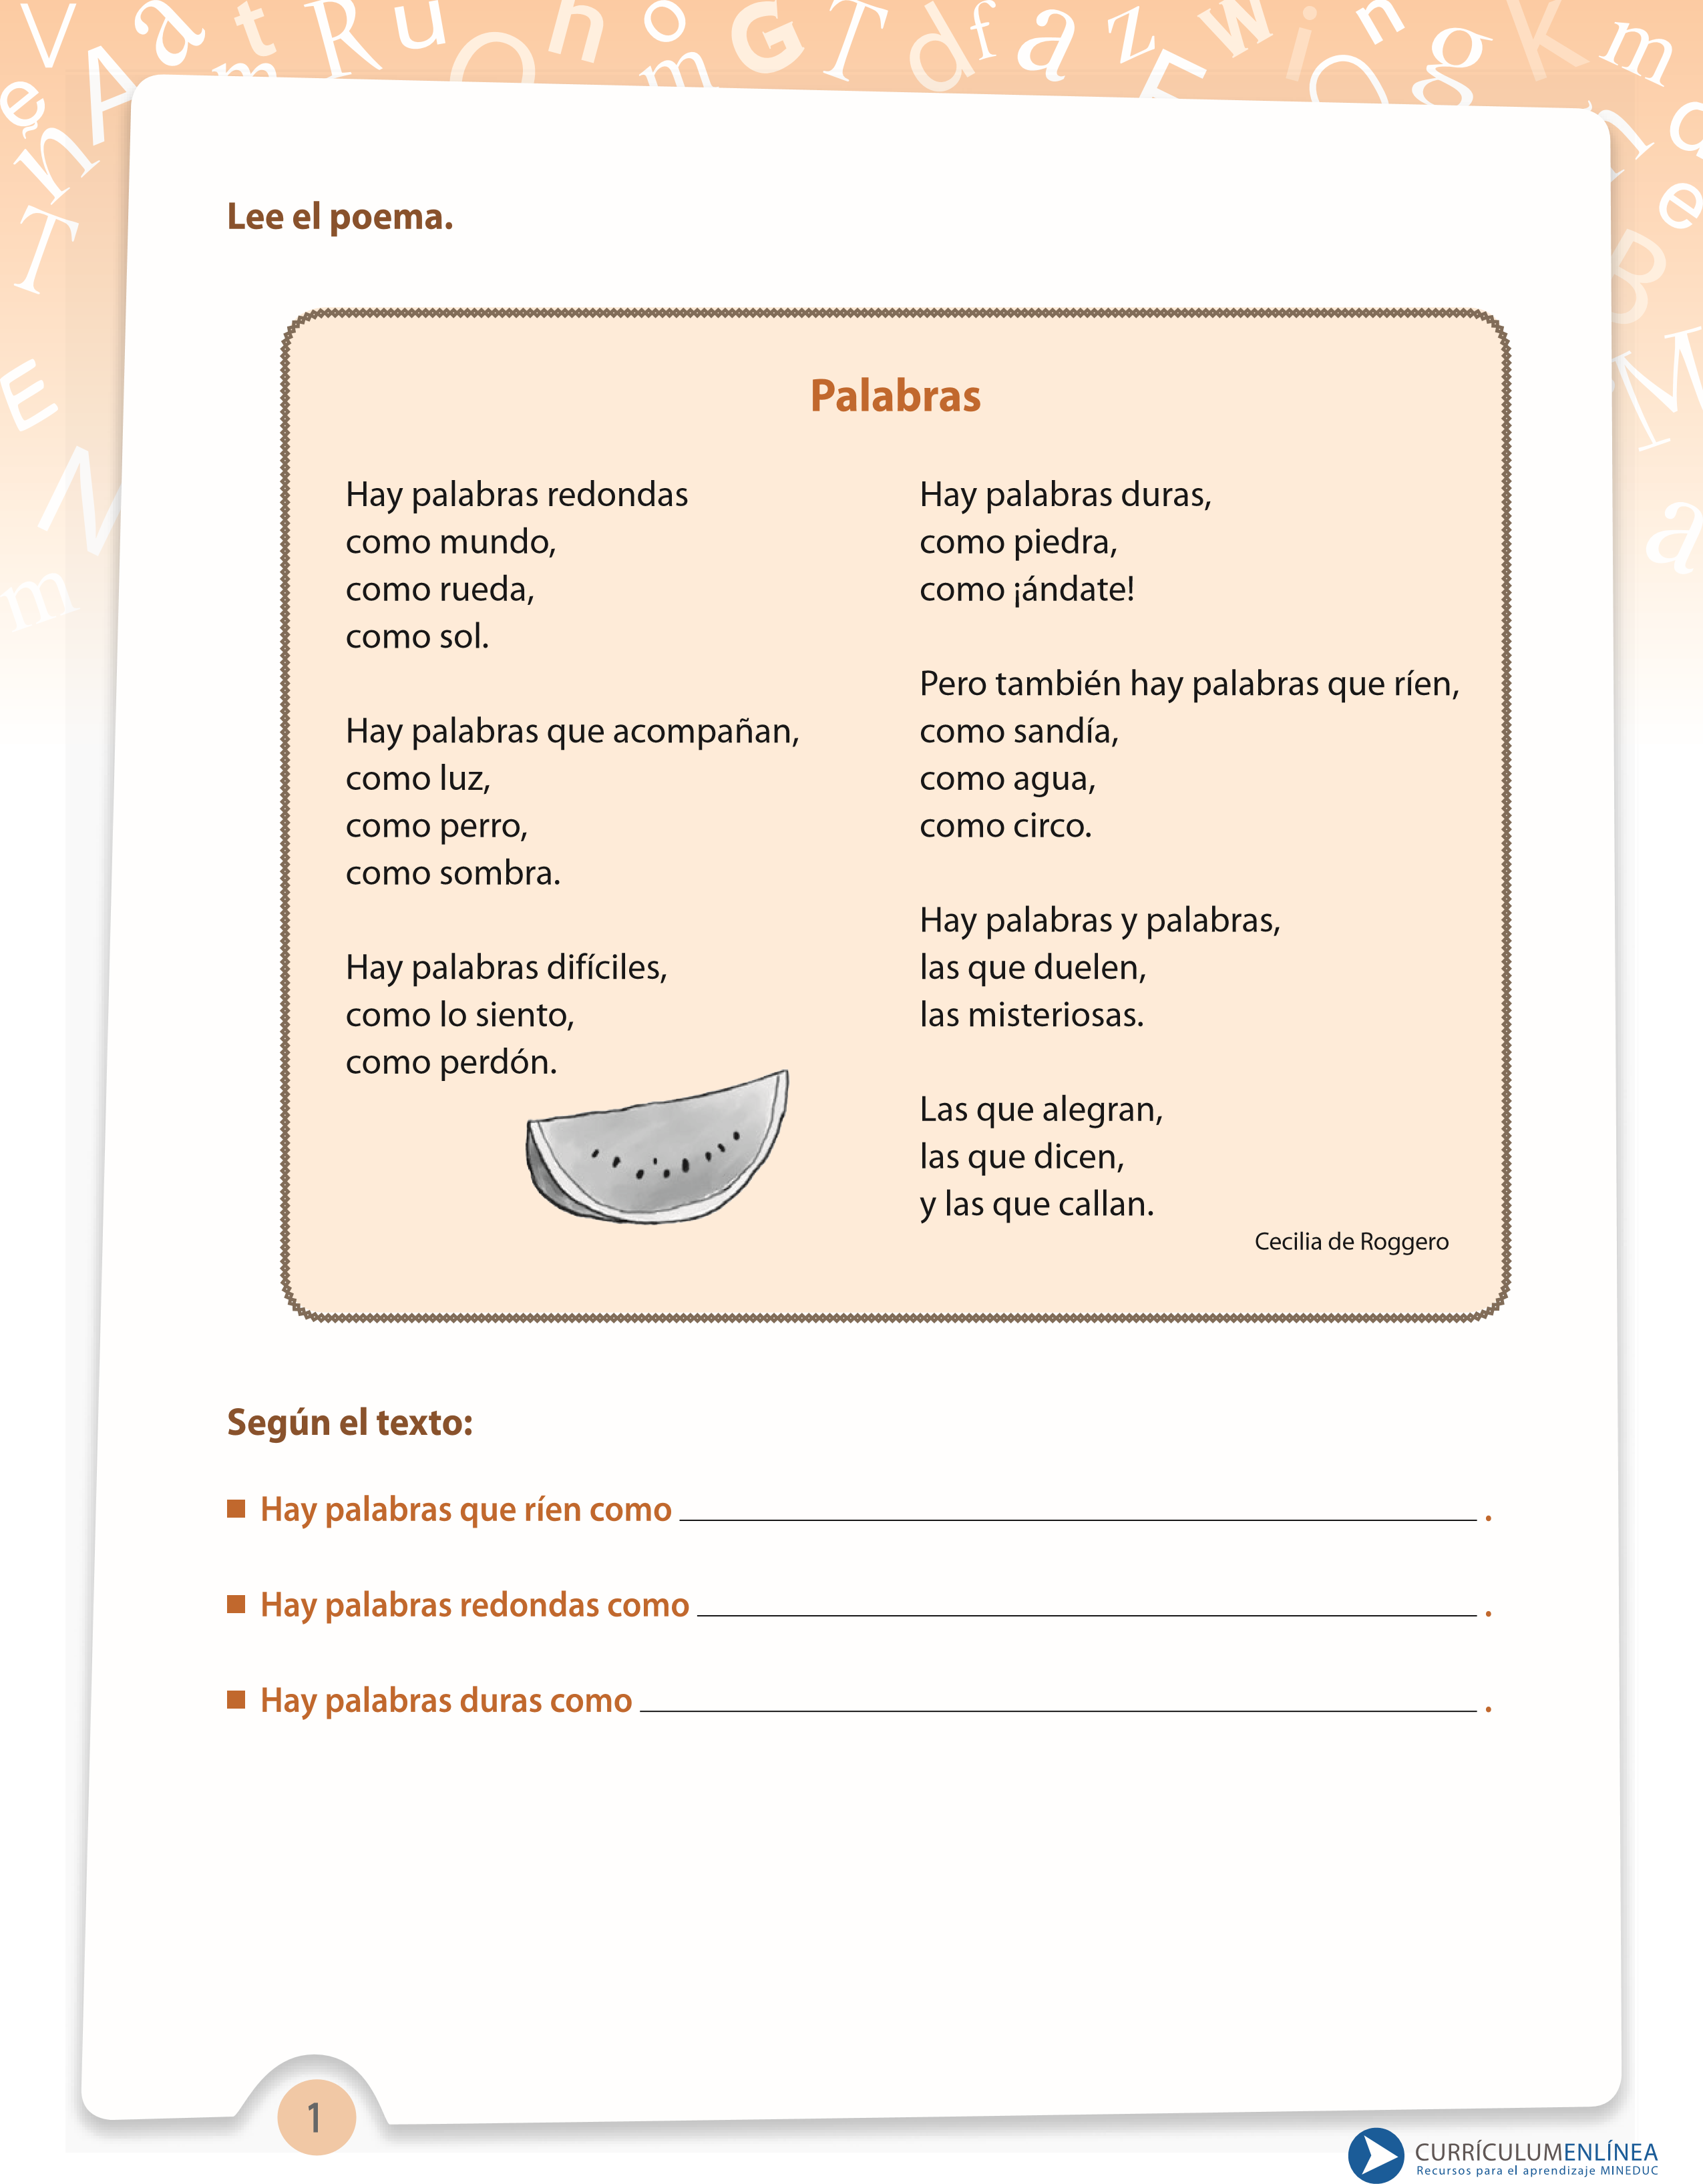 Lee el poema.
Palabras
Hay palabras redondas
como mundo,
como rueda,
como sol.
Hay palabras que acompañan,
como luz,
como perro,
como sombra.
Hay palabras difíciles,
como lo siento,
como perdón.
Hay palabras duras,
como piedra,
como ¡ándate!
Pero también hay palabras que ríen,
como sandía,
como agua,
como circo.
Hay palabras y palabras,
las que duelen,
las misteriosas.
Las que alegran,
las que dicen,
y las que callan.
Cecilia de Roggero
Según el texto:
Hay palabras que ríen como ___.
Hay palabras redondas como ___.
Hay palabras duras como ___.
1
CURRÍCULUMENLÍNEA
Recursos para el aprendizaje MINEDUC